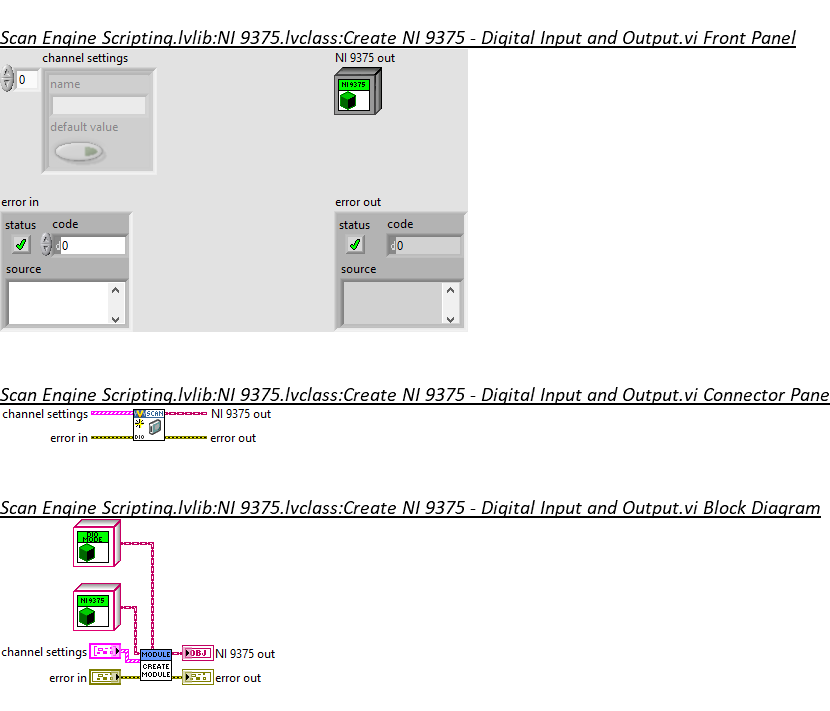 Scan Engine Scripting.lvlib:NI 9375.lvclass:Create NI 9375 - Digital Input and Output.vi Front Panel
channel settings NI 9375 out
0 name NI 9375
default value
error in error out
status code status code
d 0 d 0
source source
Scan Engine Scripting.lvlib:NI 9375.lvclass:Create NI 9375 - Digital Input and Output.vi Connector Pane
channel settings SCAN NI 9375 out
error in DIO error out
Scan Engine Scripting.lvlib:NI 9375.lvclass:Create NI 9375 - Digital Input and Output.vi Block Diagram
DIO
MODE
NI 9375
channel settings MODULE OBJ NI 9375 out
CREATE
error in MODULE error out